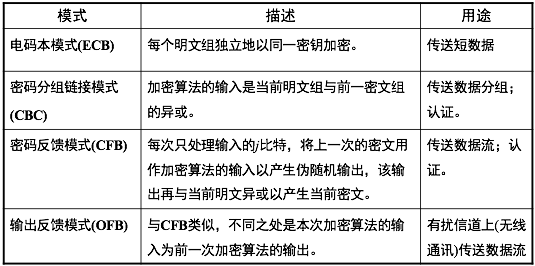 模式 描述 用途
电码本模式(ECB) 每个明文组独立地以同一密钥加密。 传送短数据
密码分组链接模式 加密算法的输入是当前明文组与前一密文组 传送数据分组；
(CBC) 的异或。 认证。
密码反馈模式(CFB) 每次只处理输入的j比特，将上一次的密文用 传送数据流；认
作加密算法的输入以产生伪随机输出，该输 证。
出再与当前明文异或以产生当前密文。
输出反馈模式(OFB) 与CFB类似，不同之处是本次加密算法的输 有扰信道上(无线
入为前一次加密算法的输出。 通讯)传送数据流